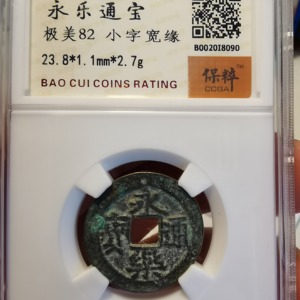 永乐通宝
极美82 小字宽缘
23.8*1.1mm*2.7g
B002018090
BAO CUI COINS RATING
保粹
CCGA
永樂通寶